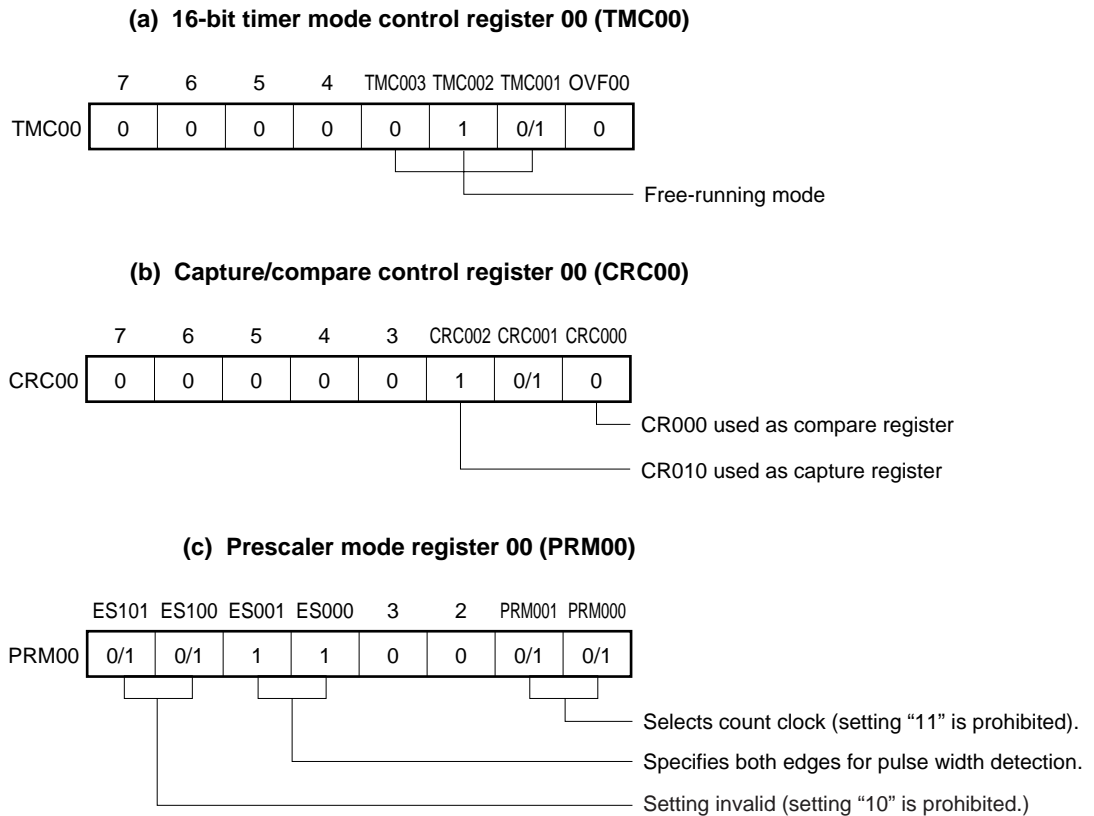 (a) 16-bit timer mode control register 00 (TMC00)
7 6 5 4 TMC003 TMC002 TMC001 OVF00
TMC00 0 0 0 0 0 1 0/1 0
Free-running mode
(b) Capture/compare control register 00 (CRC00)
7 6 5 4 3 CRC002 CRC001 CRC000
CRC00 0 0 0 0 0 1 0/1 0
CR000 used as compare register
CR010 used as capture register
(c) Prescaler mode register 00 (PRM00)
ES101 ES100 ES001 ES000 3 2 PRM001 PRM000
PRM00 0/1 0/1 1 1 0 0 0/1 0/1
Selects count clock (setting “11” is prohibited).
Specifies both edges for pulse width detection.
Setting invalid (setting “10” is prohibited.)